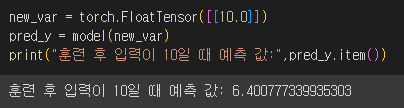 new_var = torch.FloatTensor([[10.0]])
pred_y = model(new_var)
print("훈련 후 입력이 10일 때 예측 값:",pred_y.item())
훈련 후 입력이 10일 때 예측 값: 6.400777339935303